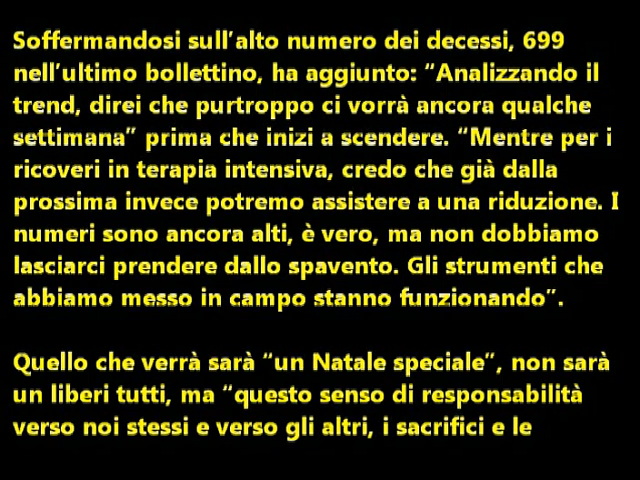 Soffermandosi sull’alto numero dei decessi, 699
nell’ultimo bollettino, ha aggiunto: “Analizzando il
trend, direi che purtroppo ci vorrà ancora qualche
settimana” prima che inizi a scendere. “Mentre per i
ricoveri in terapia intensiva, credo che già dalla
prossima invece potremo assistere a una riduzione. I
numeri sono ancora alti, è vero, ma non dobbiamo
lasciarci prendere dallo spavento. Gli strumenti che
abbiamo messo in campo stanno funzionando”.
Quello che verrà sarà “un Natale speciale”, non sarà
un liberi tutti, ma “questo senso di responsabilità
verso noi stessi e verso gli altri, i sacrifici e le